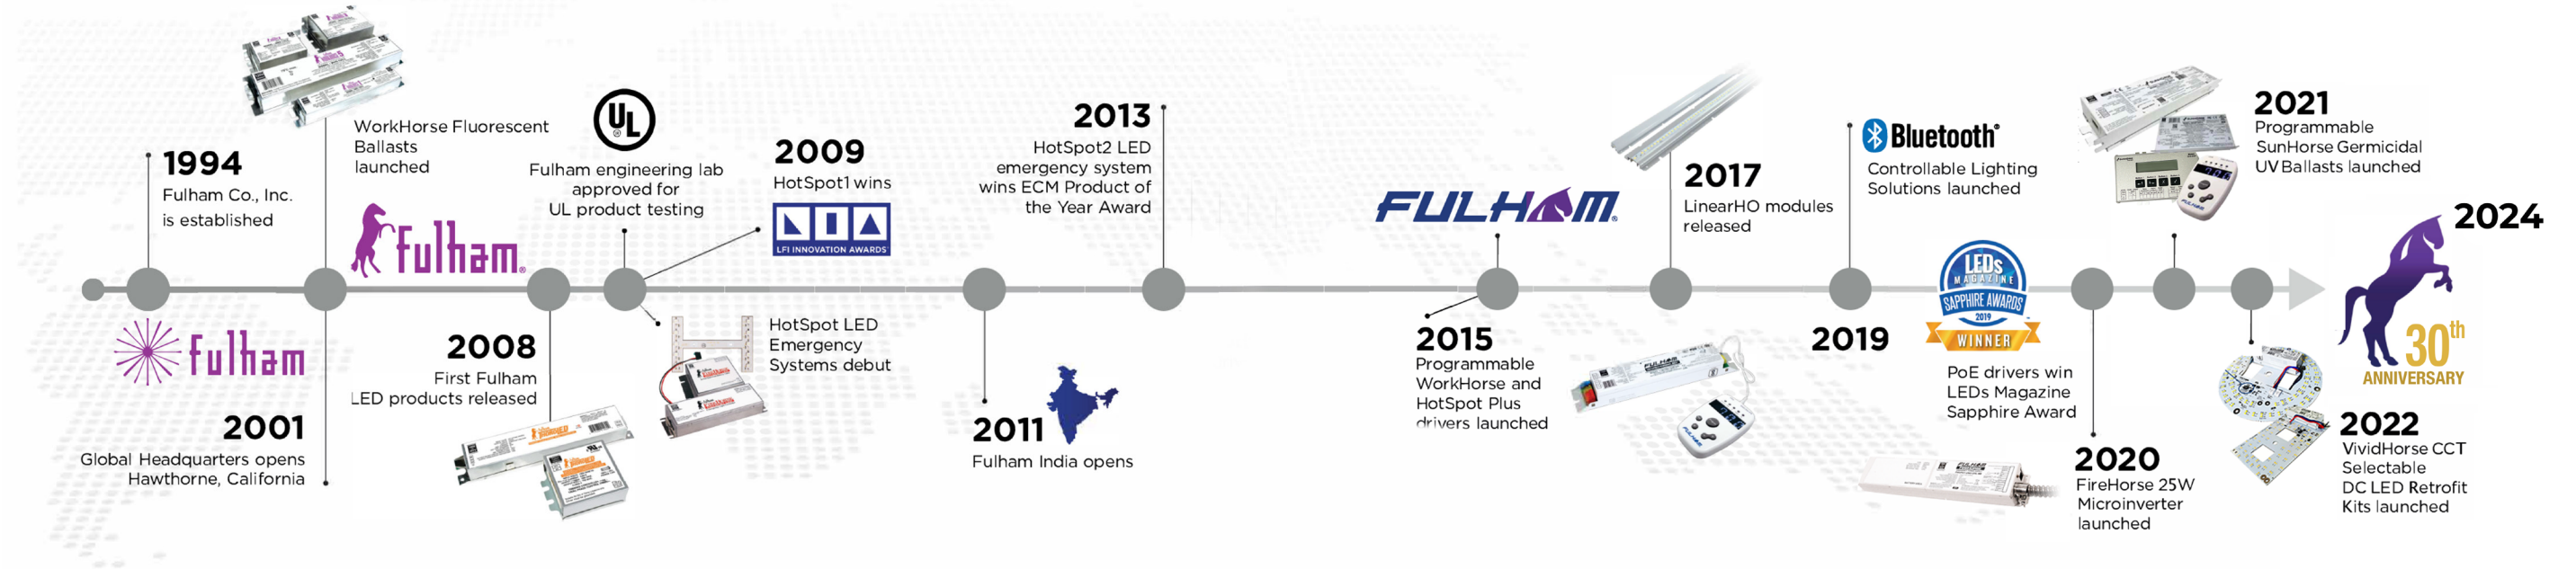 1994
Fulham Co., Inc.
is established
fulham
2001
Global Headquarters opens
Hawthorne, California
WorkHorse Fluorescent
Ballasts
launched
fulham®
2008
First Fulham
LED products released
UL
®
Fulham engineering lab
approved for
UL product testing
2009
HotSpot1 wins
LIA
LFI INNOVATION AWARDS
HotSpot LED
Emergency
Systems debut
2011
Fulham India opens
2013
HotSpot2 LED
emergency system
wins ECM Product of
the Year Award
FULHAM®
2015
Programmable
WorkHorse and
HotSpot Plus
drivers launched
FULHAM
2017
LinearHO modules
released
Bluetooth®
Controllable Lighting
Solutions launched
2019
LEDs
MAGAZINE
SAPPHIRE AWARDS
2019
WINNER
PoE drivers win
LEDs Magazine
Sapphire Award
2020
FireHorse 25W
Microinverter
launched
2021
Programmable
SunHorse Germicidal
UV Ballasts launched
2022
VividHorse CCT
Selectable
DC LED Retrofit
Kits launched
2024
30th
ANNIVERSARY